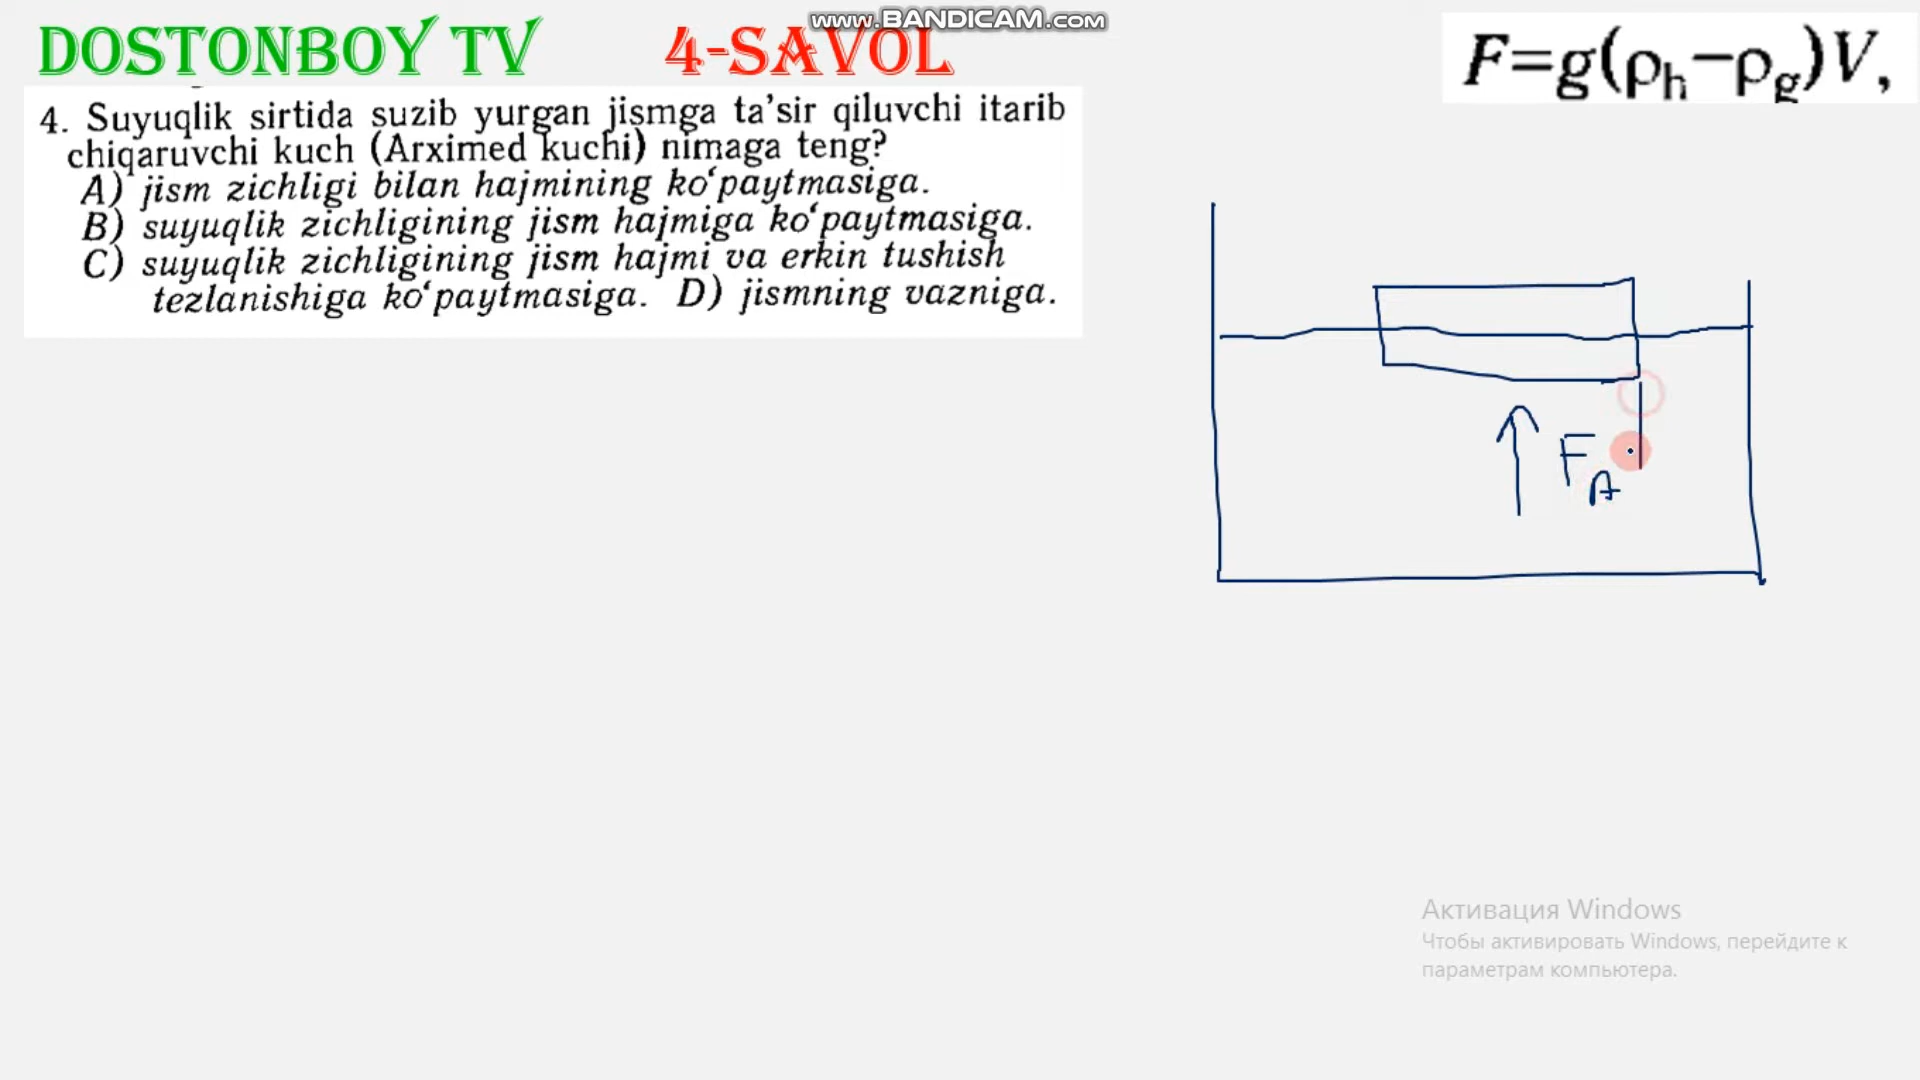 www.BANDICAM.com
DOSTONBOY TV
4-SAVOL
F=g(ρh−ρg)V,
4. Suyuqlik sirtida suzib yurgan jismga ta’sir qiluvchi itarib
chiqaruvchi kuch (Arximed kuchi) nimaga teng?
A) jism zichligi bilan hajmining ko‘paytmasiga.
B) suyuqlik zichligining jism hajmiga ko‘paytmasiga.
C) suyuqlik zichligining jism hajmi va erkin tushish
tezlanishiga ko‘paytmasiga. D) jismning vazniga.
FA
Активация Windows
Чтобы активировать Windows, перейдите к
параметрам компьютера.